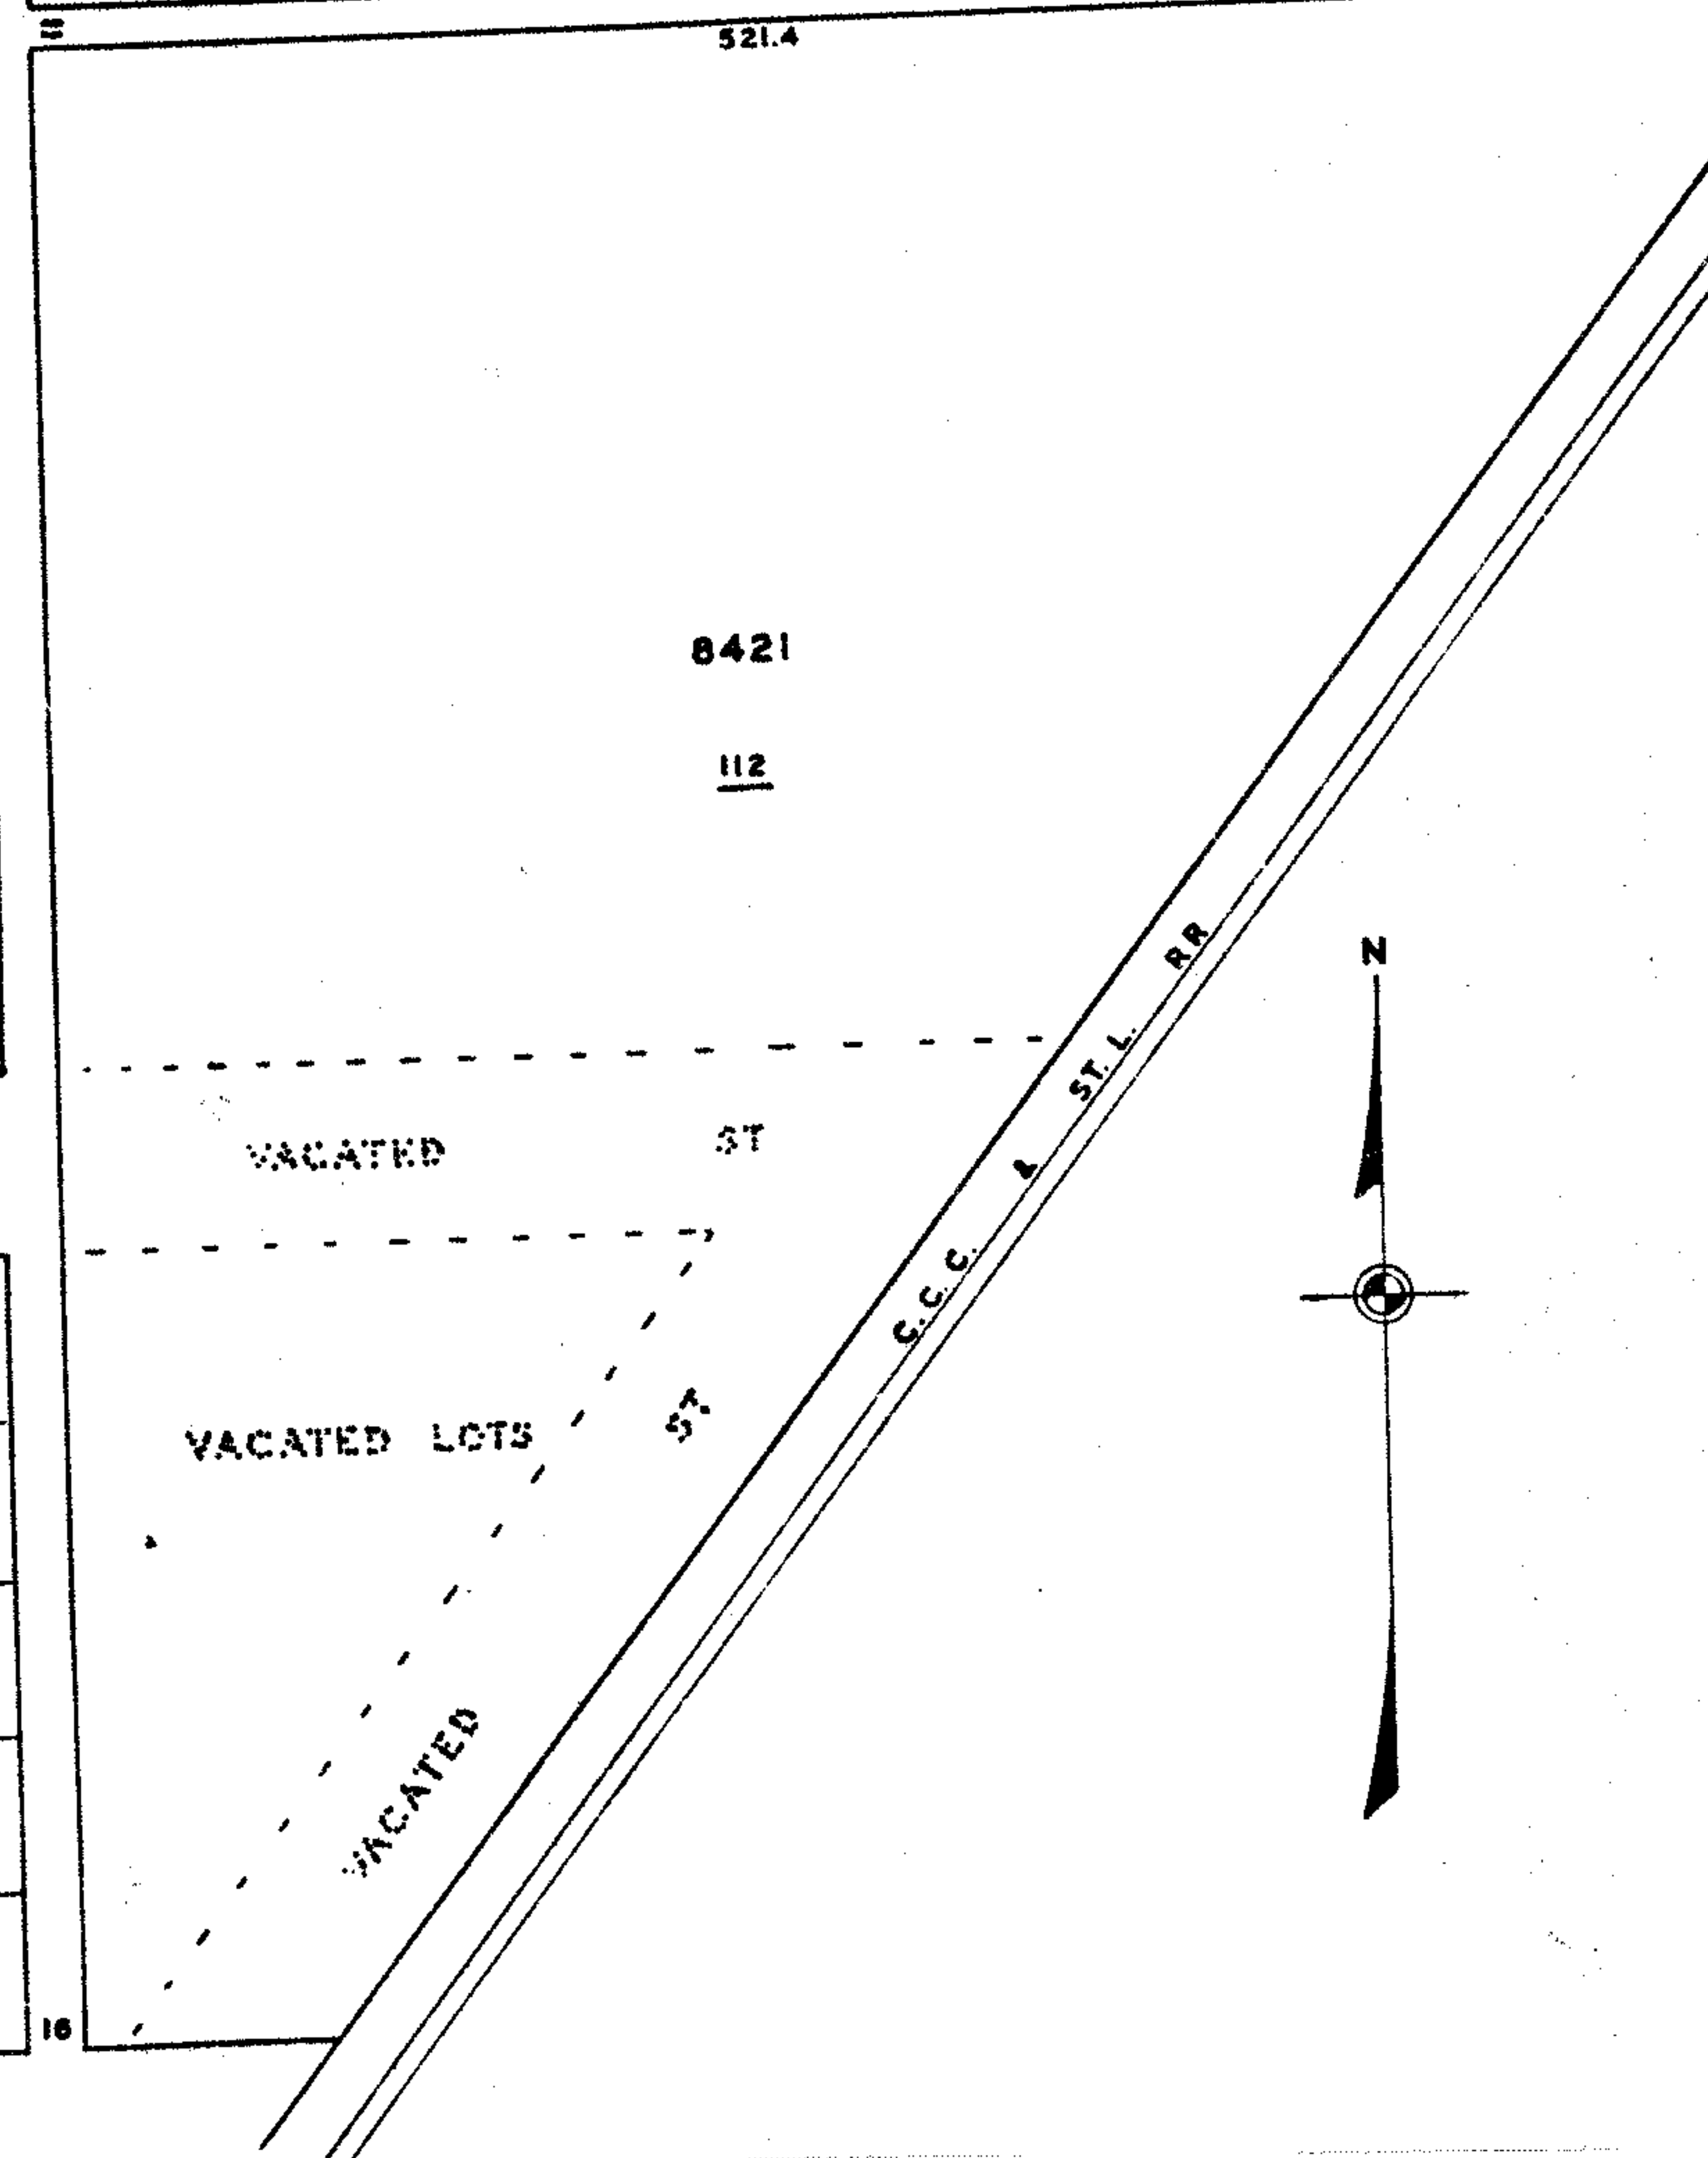 521.4
8421
112
C. C. C. & ST. L. RR
N
VACATED ST
VACATED LOTS
VACATED ST.
16